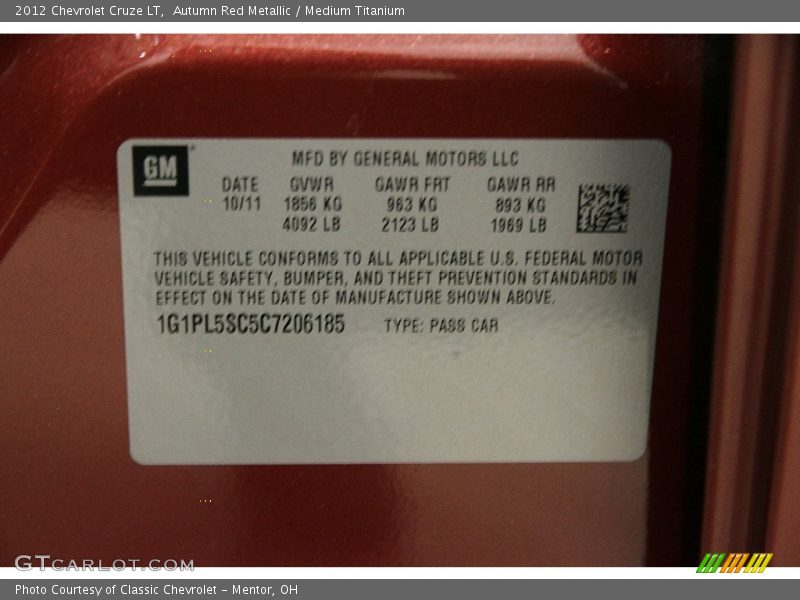 2012 Chevrolet Cruze LT,  Autumn Red Metallic / Medium Titanium
GM
MFD BY GENERAL MOTORS LLC
DATE GVWR GAWR FRT GAWR RR
10/11 1856 KG 963 KG 893 KG
4092 LB 2123 LB 1969 LB
THIS VEHICLE CONFORMS TO ALL APPLICABLE U.S. FEDERAL MOTOR
VEHICLE SAFETY, BUMPER, AND THEFT PREVENTION STANDARDS IN
EFFECT ON THE DATE OF MANUFACTURE SHOWN ABOVE.
1G1PL5SC5C7206185 TYPE: PASS CAR
GTCARLOT.COM
Photo Courtesy of Classic Chevrolet - Mentor, OH